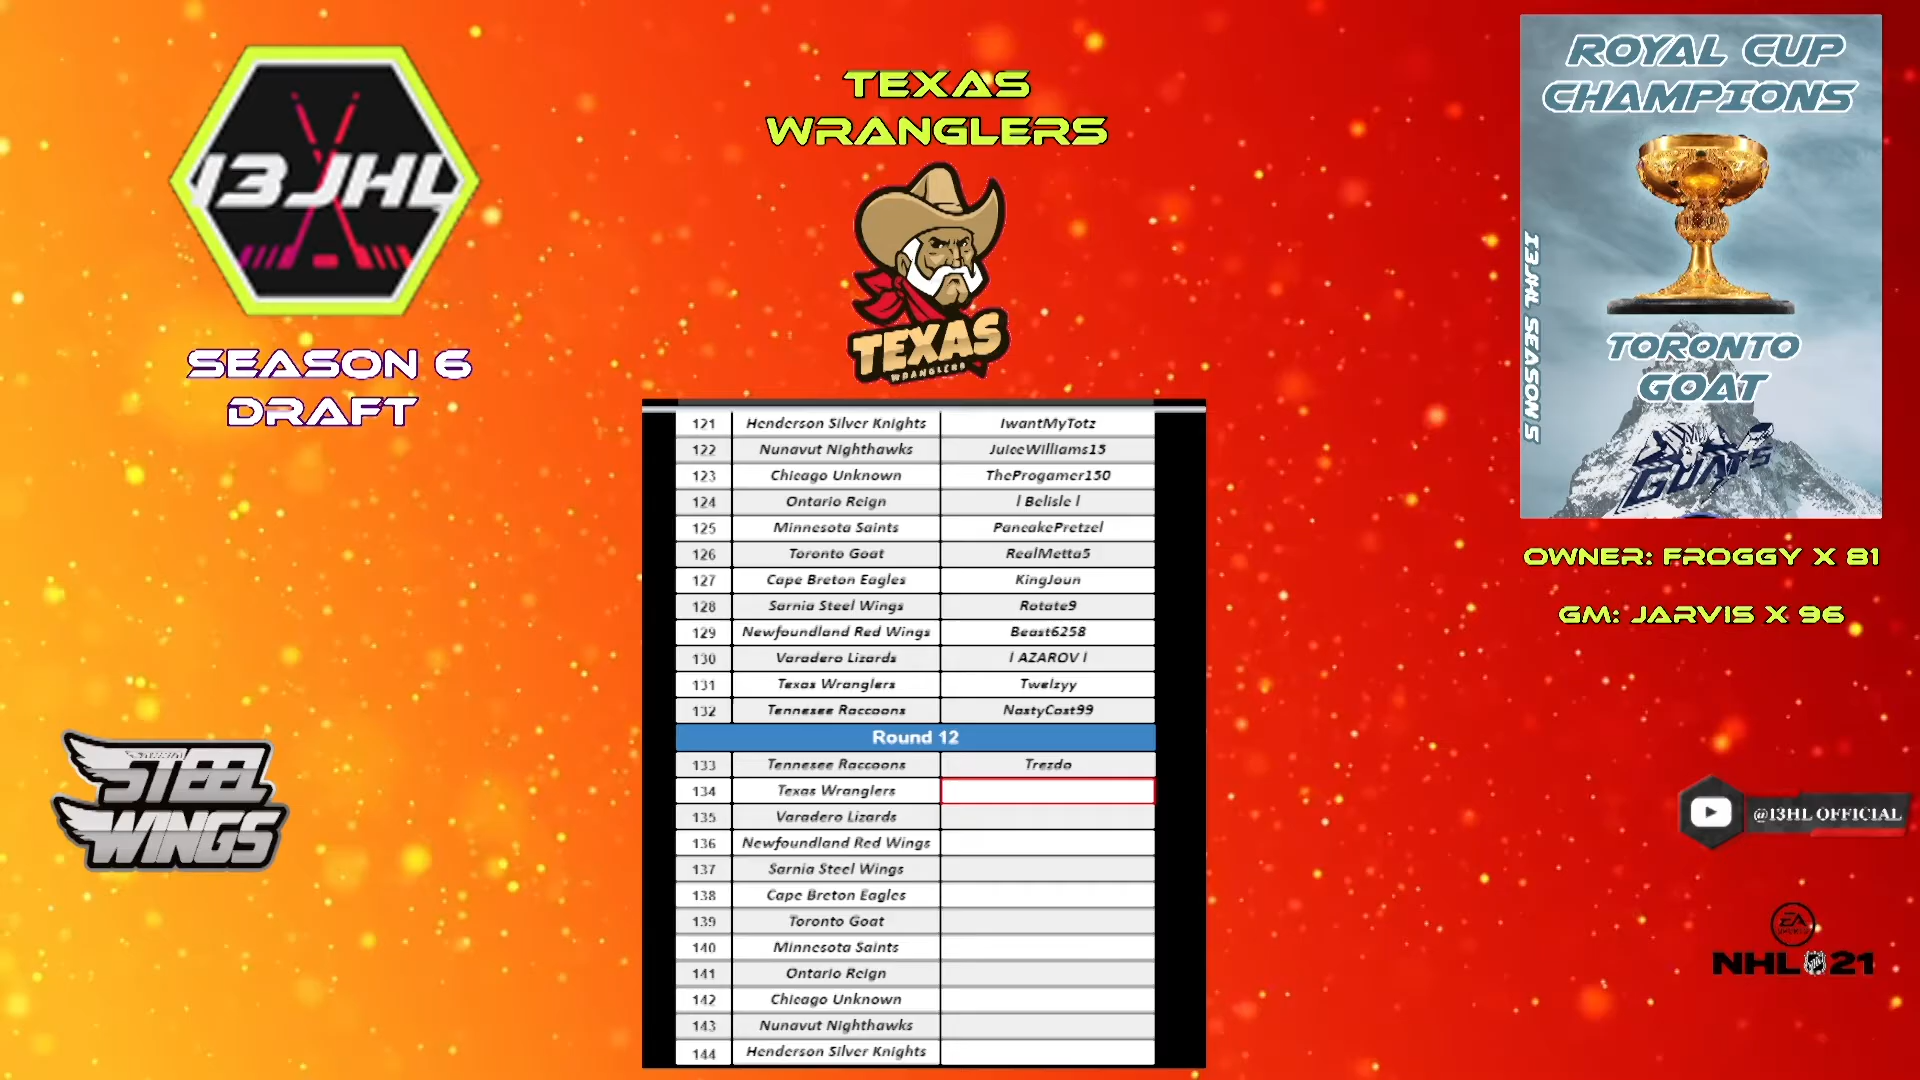 13JHL
SEASON 6
DRAFT
TEXAS
WRANGLERS
TEXAS
WRANGLERS
121 Henderson Silver Knights IwantMyTotz
122 Nunavut Nighthawks JuiceWilliams15
123 Chicago Unknown TheProgamer150
124 Ontario Reign l Belisle l
125 Minnesota Saints PancakePretzel
126 Toronto Goat RealMetta5
127 Cape Breton Eagles KingJoun
128 Sarnia Steel Wings Rotate9
129 Newfoundland Red Wings Beast6258
130 Varadero Lizards l AZAROV l
131 Texas Wranglers Twelzyy
132 Tennesee Raccoons NastyCast99
Round 12
133 Tennesee Raccoons Trezdo
134 Texas Wranglers
135 Varadero Lizards
136 Newfoundland Red Wings
137 Sarnia Steel Wings
138 Cape Breton Eagles
139 Toronto Goat
140 Minnesota Saints
141 Ontario Reign
142 Chicago Unknown
143 Nunavut Nighthawks
144 Henderson Silver Knights
ROYAL CUP
CHAMPIONS
13JHL SEASON 5
TORONTO
GOAT
GOATS
OWNER: FROGGY X 81
GM: JARVIS X 96
STEEL
WINGS
@13HL OFFICIAL
EA
SPORTS
NHL 21